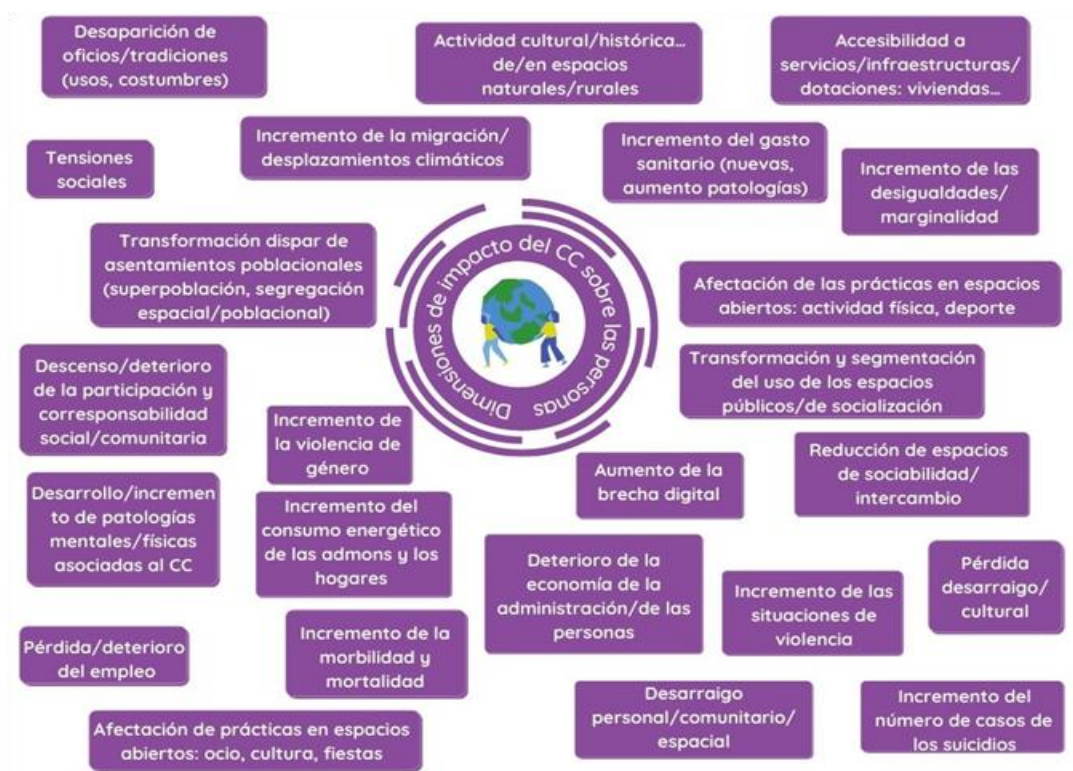 Desaparición de
oficios/tradiciones
(usos, costumbres)
Actividad cultural/histórica...
de/en espacios
naturales/rurales
Accesibilidad a
servicios/infraestructuras/
dotaciones: viviendas...
Tensiones
sociales
Incremento de la migración/
desplazamientos climáticos
Incremento del gasto
sanitario (nuevas,
aumento patologías)
Incremento de las
desigualdades/
marginalidad
Transformación dispar de
asentamientos poblacionales
(superpoblación, segregación
espacial/poblacional)
Dimensiones de impacto del CC sobre las personas
Afectación de las prácticas en espacios
abiertos: actividad física, deporte
Transformación y segmentación
del uso de los espacios
públicos/de socialización
Descenso/deterioro
de la participación y
corresponsabilidad
social/comunitaria
Incremento de
la violencia de
género
Aumento de la
brecha digital
Reducción de espacios
de sociabilidad/
intercambio
Desarrollo/incremen
to de patologías
mentales/físicas
asociadas al CC
Incremento del
consumo energético
de las admons y los
hogares
Deterioro de la
economía de la
administración/de las
personas
Incremento de las
situaciones de
violencia
Pérdida
desarraigo/
cultural
Pérdida/deterioro
del empleo
Incremento de la
morbilidad y
mortalidad
Afectación de prácticas en espacios
abiertos: ocio, cultura, fiestas
Desarraigo
personal/comunitario/
espacial
Incremento del
número de casos de
los suicidios